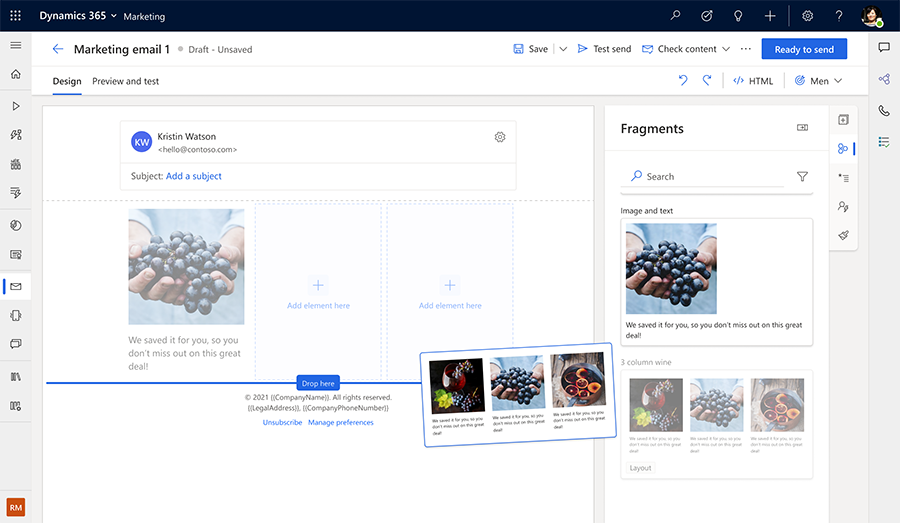 Dynamics 365
Marketing
Marketing email 1
Draft - Unsaved
Save
Test send
Check content
Ready to send
Design
Preview and test
HTML
Men
KW
Kristin Watson
<hello@contoso.com>
Subject: Add a subject
Add element here
Add element here
We saved it for you, so you
don't miss out on this great
deal!
Drop here
© 2021 {{CompanyName}}. All rights reserved.
{{LegalAddress}}, {{CompanyPhoneNumber}}
Unsubscribe
Manage preferences
We saved it for you, so you
don't miss out on this great
deal!
We saved it for you, so you
don't miss out on this great
deal!
We saved it for you, so you
don't miss out on this great
deal!
Fragments
Search
Image and text
We saved it for you, so you don't miss out on this great
deal!
3 column wine
We saved it for you, so you
don't miss out on this great
deal!
We saved it for you, so you
don't miss out on this great
deal!
We saved it for you, so you
don't miss out on this great
deal!
Layout
RM